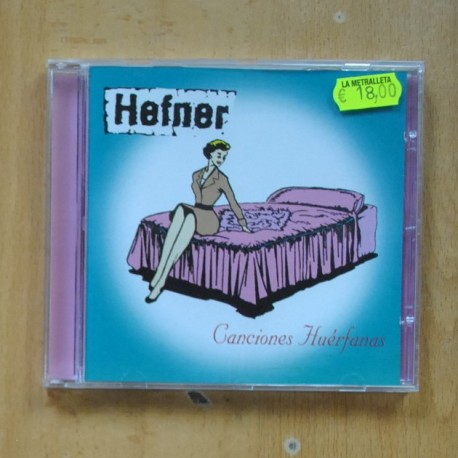 Hefner
LA METRALLETA
€ 18,00
Canciones Huérfanas